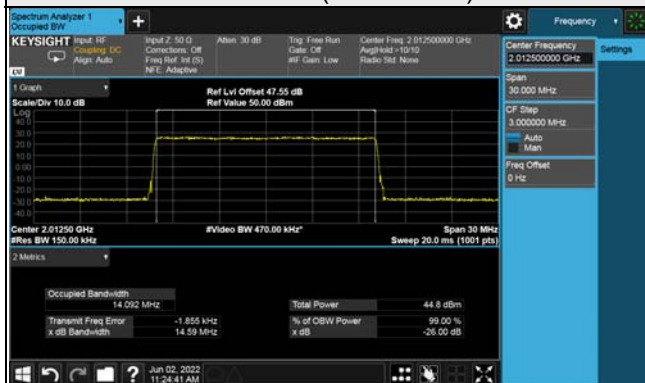 Spectrum Analyzer 1
Occupied BW
Frequency
KEYSIGHT
Input: RF
Coupling: DC
Align: Auto
Input Z: 50 Ω
Corrections: Off
Freq Ref: Int (S)
NFE: Adaptive
Atten: 30 dB
Trig: Free Run
Gate: Off
#IF Gain: Low
Center Freq: 2.012500000 GHz
Avg|Hold:>10/10
Radio Std: None
Center Frequency
2.012500000 GHz
Settings
Span
30.000 MHz
CF Step
3.000000 MHz
Auto
Man
Freq Offset
0 Hz
1 Graph
Scale/Div 10.0 dB
Ref Lvl Offset 47.55 dB
Ref Value 50.00 dBm
Log
40.0
30.0
20.0
10.0
0.00
-10.0
-20.0
-30.0
-40.0
Center 2.01250 GHz
#Res BW 150.00 kHz
#Video BW 470.00 kHz*
Span 30 MHz
Sweep 20.0 ms (1001 pts)
2 Metrics
Occupied Bandwidth
14.092 MHz
Total Power 44.8 dBm
Transmit Freq Error -1.855 kHz
% of OBW Power 99.00 %
x dB Bandwidth 14.59 MHz
x dB -26.00 dB
Jun 02, 2022
11:24:41 AM